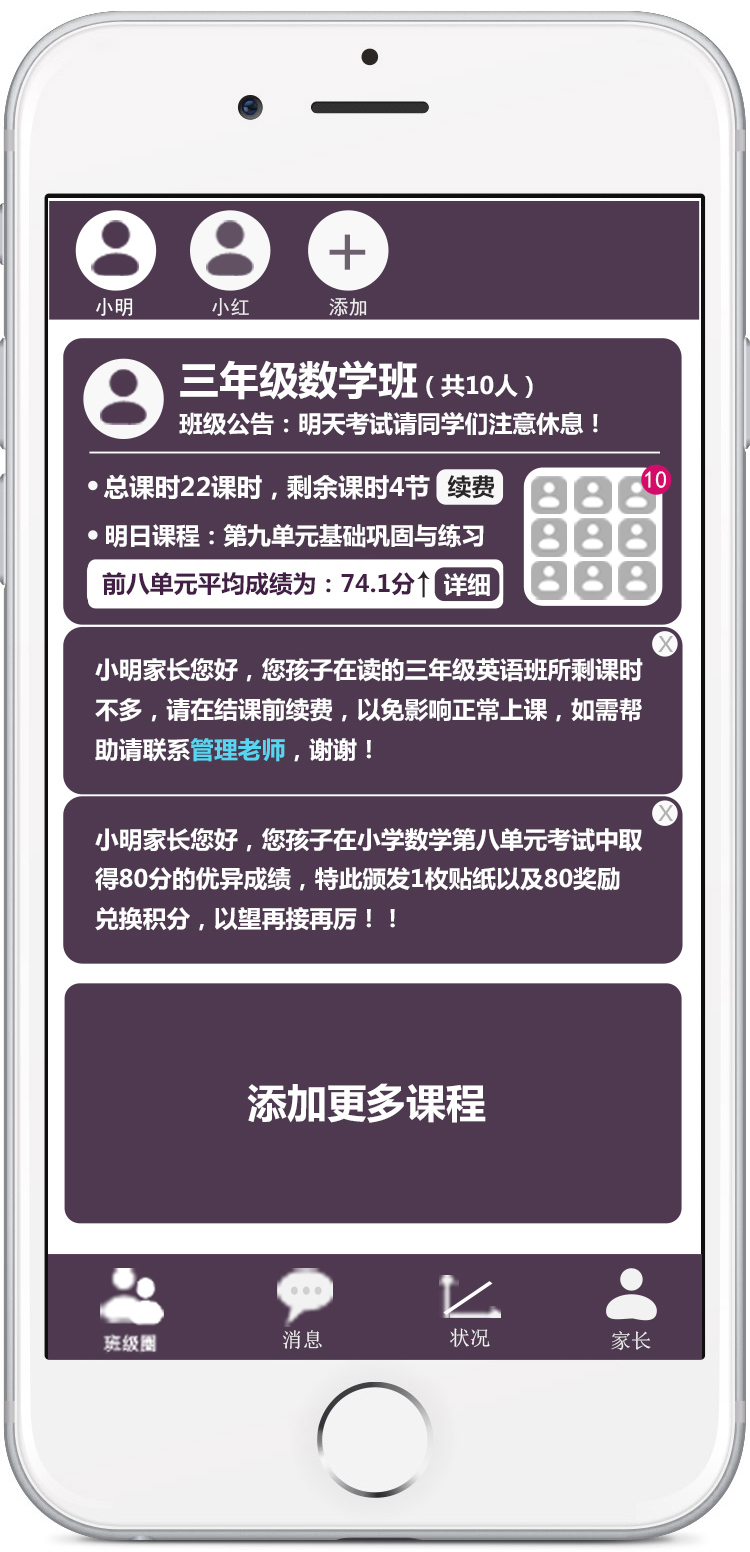 小明 小红 添加
三年级数学班（共10人）
班级公告：明天考试请同学们注意休息！
• 总课时22课时，剩余课时4节 续费
10
• 明日课程：第九单元基础巩固与练习
前八单元平均成绩为：74.1分↑ 详细
X
小明家长您好，您孩子在读的三年级英语班所剩课时
不多，请在结课前续费，以免影响正常上课，如需帮
助请联系管理老师，谢谢！
X
小明家长您好，您孩子在小学数学第八单元考试中取
得80分的优异成绩，特此颁发1枚贴纸以及80奖励
兑换积分，以望再接再厉！！
添加更多课程
班级圈 消息 状况 家长